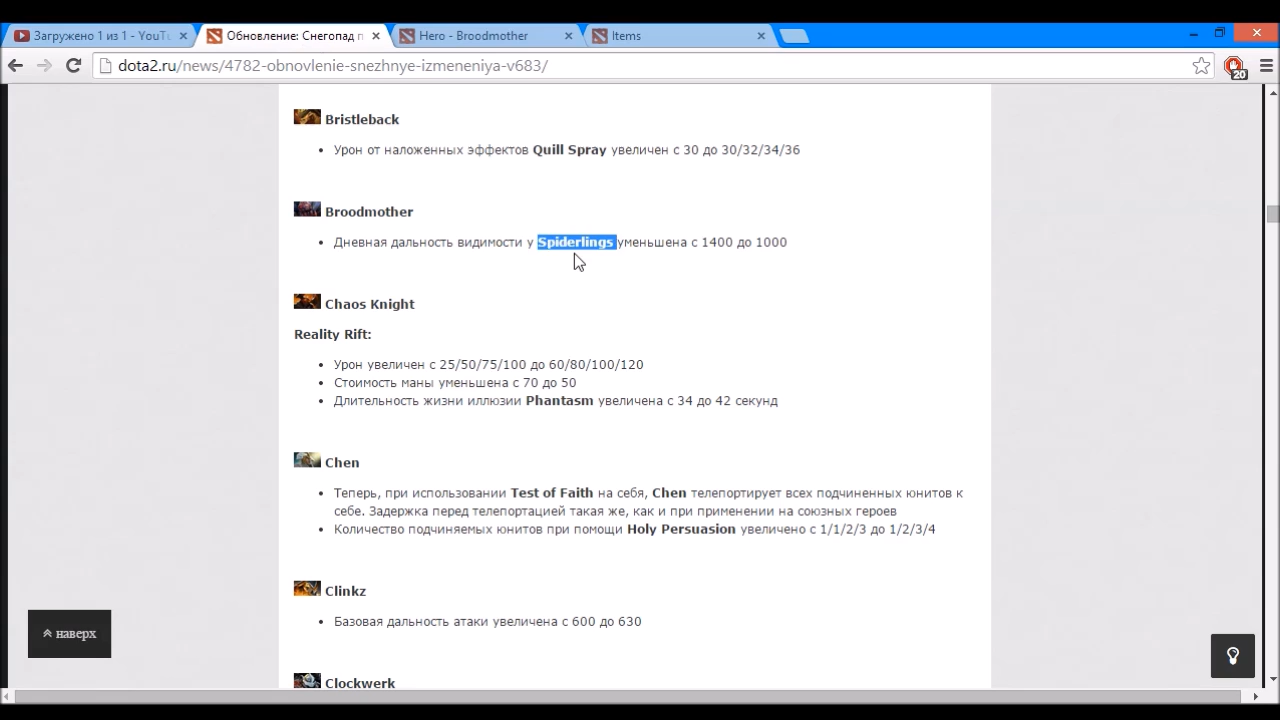 Загружено 1 из 1 - YouTu
Обновление: Снегопад п
Hero - Broodmother
Items
dota2.ru/news/4782-obnovlenie-snezhnye-izmeneniya-v683/
20
Bristleback
Урон от наложенных эффектов Quill Spray увеличен с 30 до 30/32/34/36
Broodmother
Дневная дальность видимости у Spiderlings уменьшена с 1400 до 1000
Chaos Knight
Reality Rift:
Урон увеличен с 25/50/75/100 до 60/80/100/120
Стоимость маны уменьшена с 70 до 50
Длительность жизни иллюзии Phantasm увеличена с 34 до 42 секунд
Chen
Теперь, при использовании Test of Faith на себя, Chen телепортирует всех подчиненных юнитов к
себе. Задержка перед телепортацией такая же, как и при применении на союзных героев
Количество подчиняемых юнитов при помощи Holy Persuasion увеличено с 1/1/2/3 до 1/2/3/4
Clinkz
Базовая дальность атаки увеличена с 600 до 630
наверх
Clockwerk